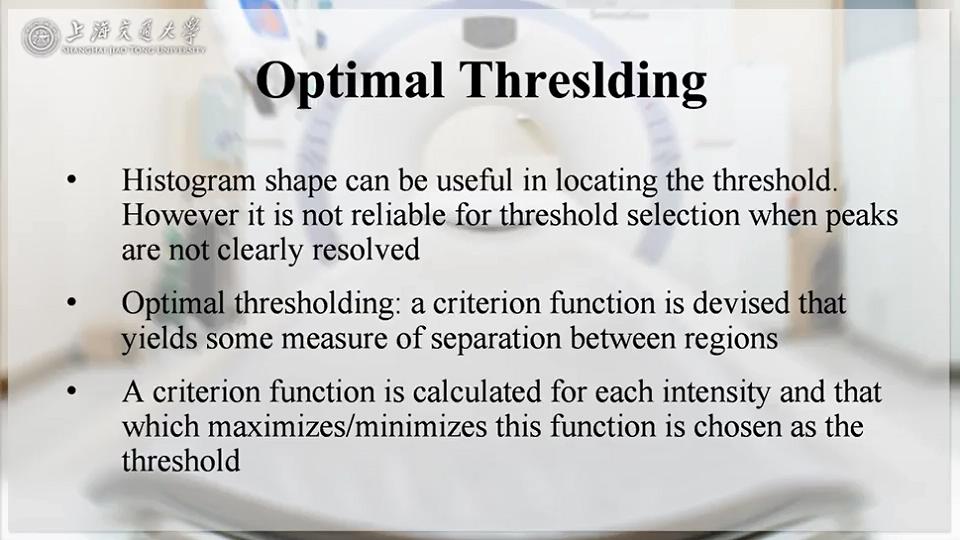 上海交通大学
SHANGHAI JIAO TONG UNIVERSITY
Optimal Threslding
• Histogram shape can be useful in locating the threshold.
However it is not reliable for threshold selection when peaks
are not clearly resolved
• Optimal thresholding: a criterion function is devised that
yields some measure of separation between regions
• A criterion function is calculated for each intensity and that
which maximizes/minimizes this function is chosen as the
threshold